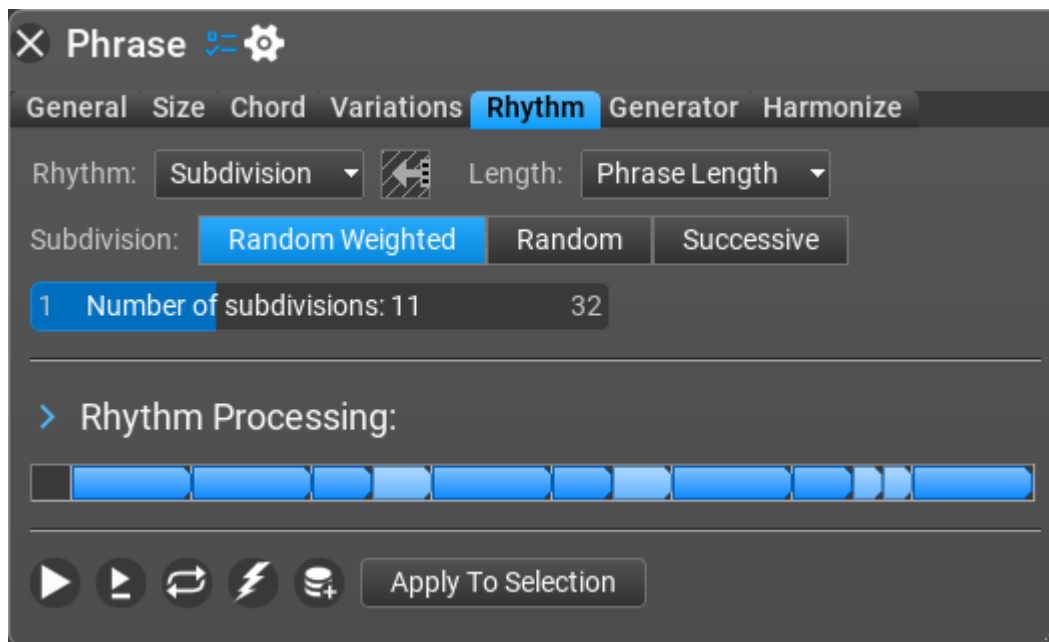 Phrase
General Size Chord Variations Rhythm Generator Harmonize
Rhythm: Subdivision Length: Phrase Length
Subdivision: Random Weighted Random Successive
1 Number of subdivisions: 11 32
Rhythm Processing:
Apply To Selection